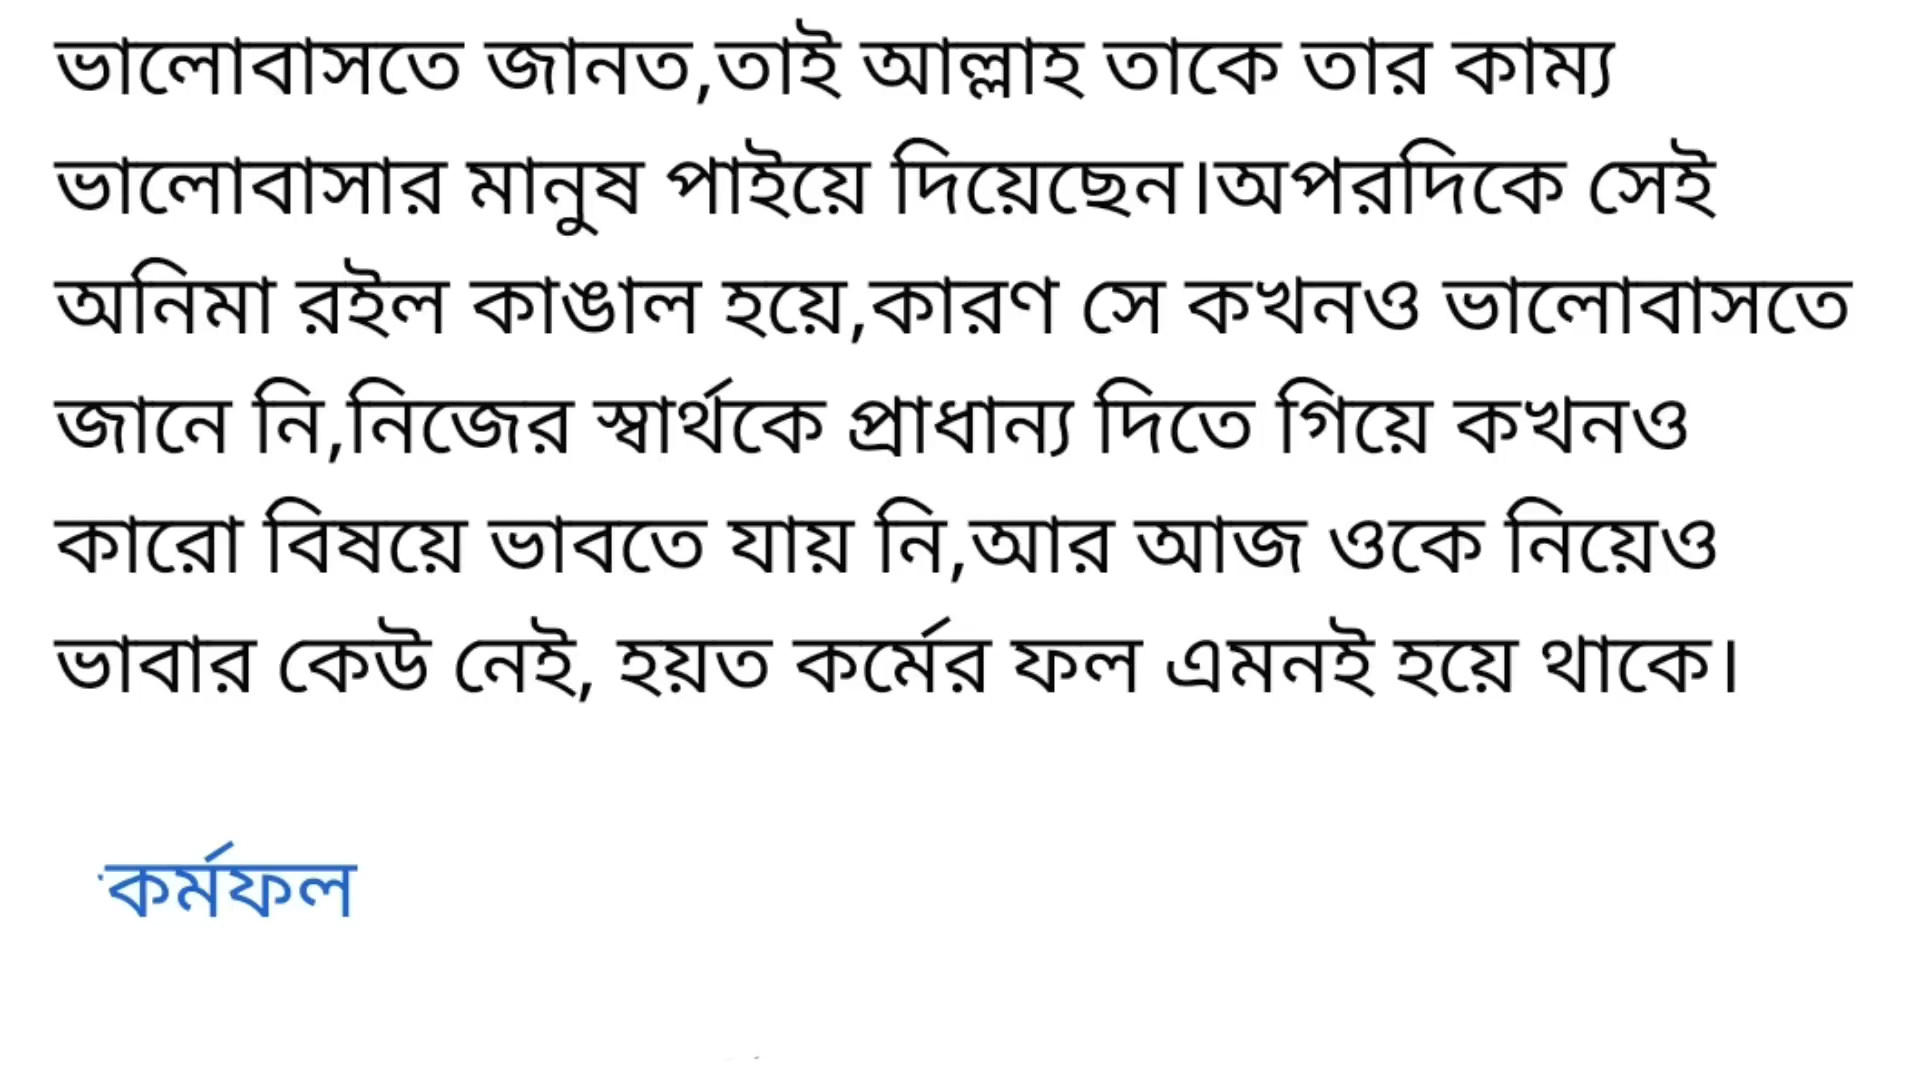 ভালোবাসতে জানত,তাই আল্লাহ তাকে তার কাম্য
ভালোবাসার মানুষ পাইয়ে দিয়েছেন।অপরদিকে সেই
অনিমা রইল কাঙাল হয়ে,কারণ সে কখনও ভালোবাসতে
জানে নি,নিজের স্বার্থকে প্রাধান্য দিতে গিয়ে কখনও
কারো বিষয়ে ভাবতে যায় নি,আর আজ ওকে নিয়েও
ভাবার কেউ নেই, হয়ত কর্মের ফল এমনই হয়ে থাকে।
কর্মফল